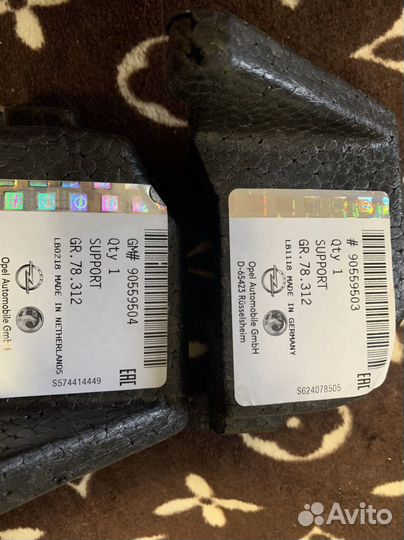 GM# 90559504
Qty 1
SUPPORT
GR.78.312
LB0218 MADE IN NETHERLANDS
Opel Automobile Gmb
S574414449
EAC
# 90559503
Qty 1
SUPPORT
GR.78.312
LB1118 MADE IN GERMANY
Opel Automobile GmbH
D-65423 Rüsselsheim
S624078505
EAC
Avito